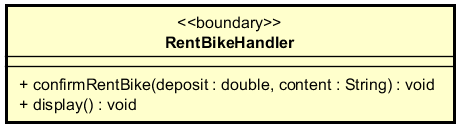 <<boundary>>
RentBikeHandler
+ confirmRentBike(deposit : double, content : String) : void
+ display() : void